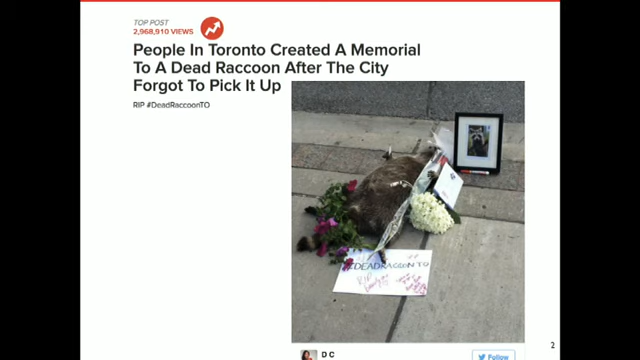 TOP POST
2,968,910 VIEWS
People In Toronto Created A Memorial
To A Dead Raccoon After The City
Forgot To Pick It Up
RIP #DeadRaccoonTO
#DEADRACCOONTO
RIP
D C
Follow
2